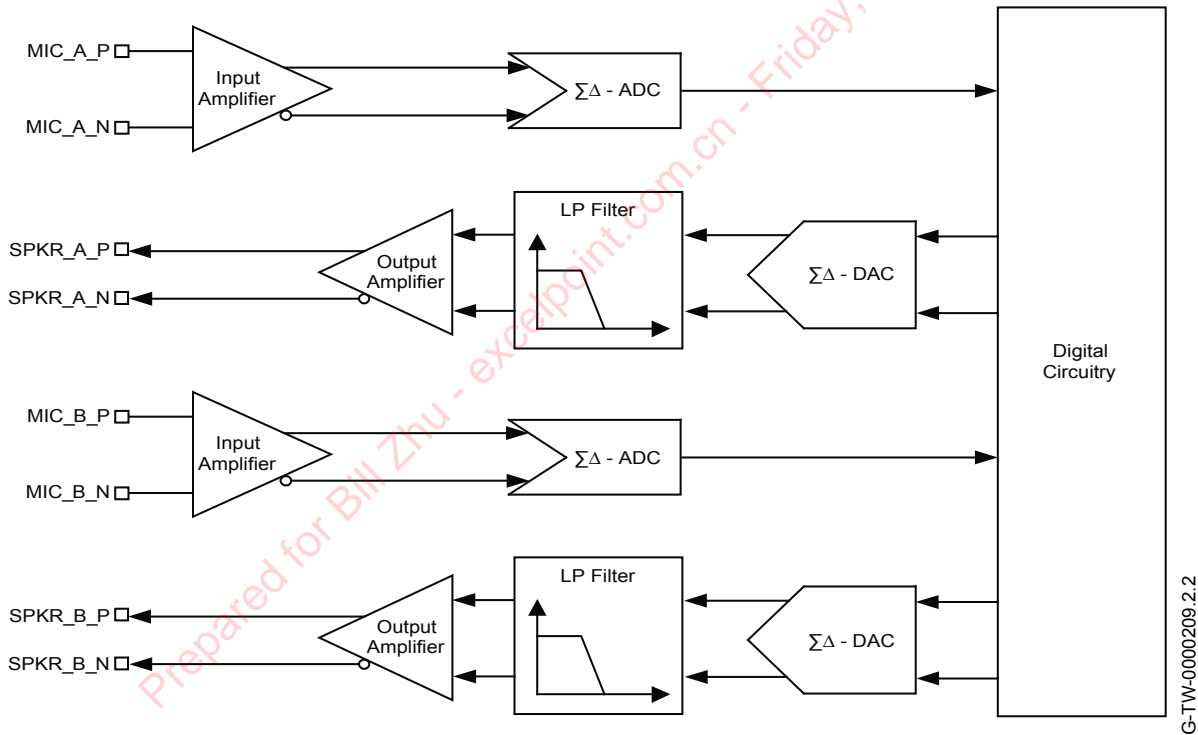 MIC_A_P
MIC_A_N
Input
Amplifier
∑∆ - ADC
SPKR_A_P
SPKR_A_N
Output
Amplifier
LP Filter
∑∆ - DAC
Digital
Circuitry
MIC_B_P
MIC_B_N
Input
Amplifier
∑∆ - ADC
SPKR_B_P
SPKR_B_N
Output
Amplifier
LP Filter
∑∆ - DAC
G-TW-0000209.2.2
Prepared for Bill Zhu - excelpoint.com.cn - Friday,